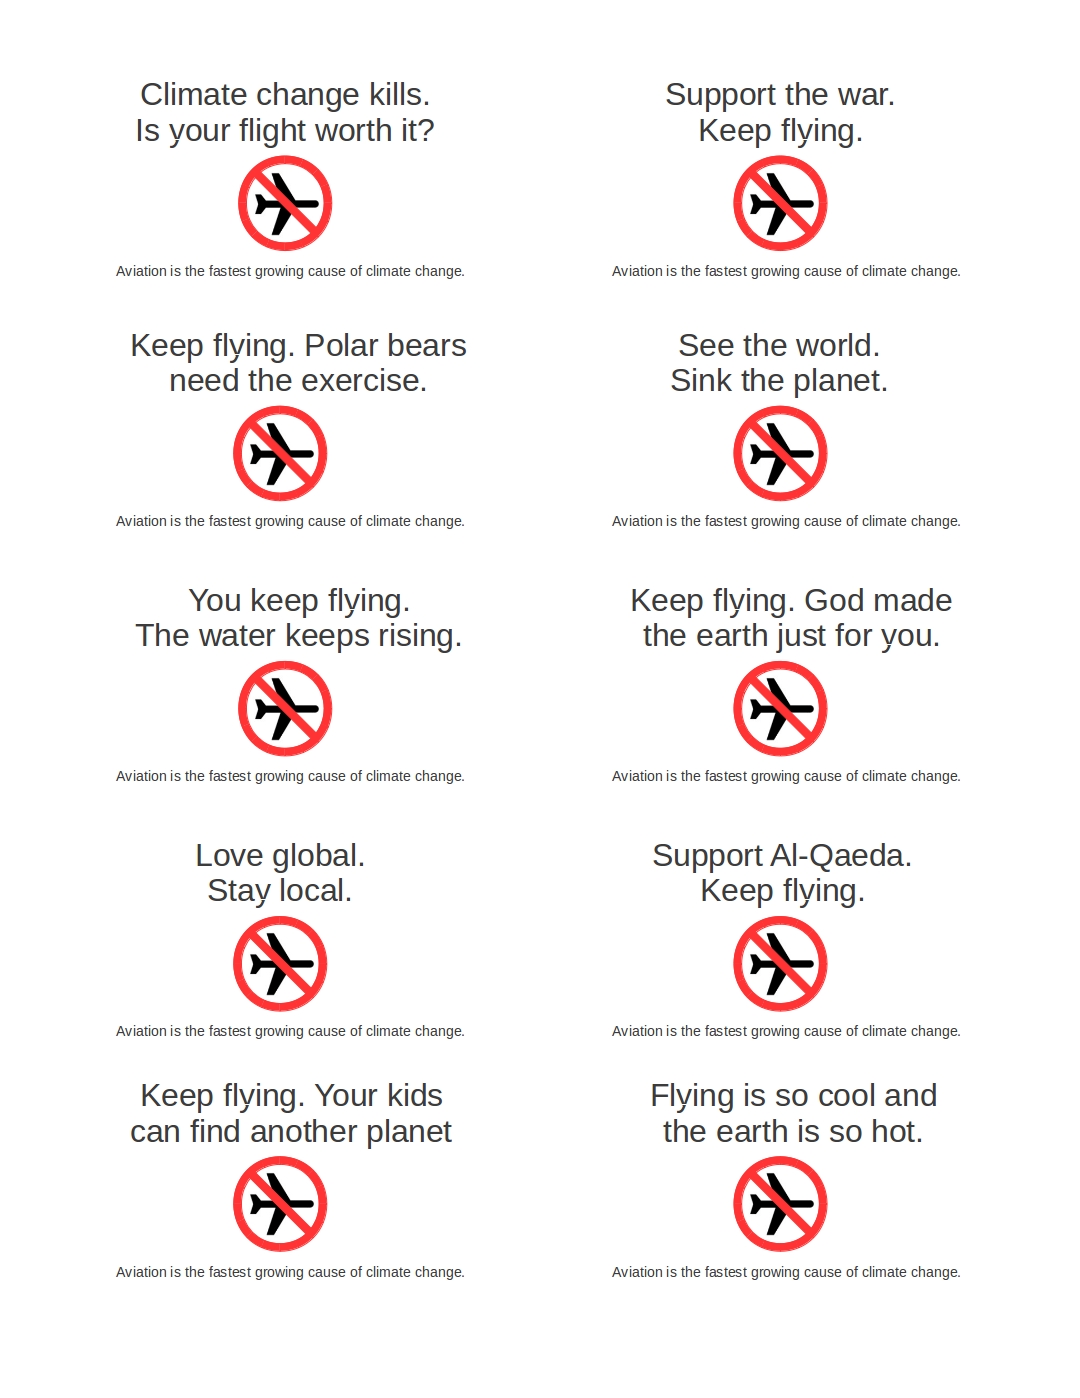 Climate change kills.
Is your flight worth it?
Aviation is the fastest growing cause of climate change.
Support the war.
Keep flying.
Aviation is the fastest growing cause of climate change.
Keep flying. Polar bears
need the exercise.
Aviation is the fastest growing cause of climate change.
See the world.
Sink the planet.
Aviation is the fastest growing cause of climate change.
You keep flying.
The water keeps rising.
Aviation is the fastest growing cause of climate change.
Keep flying. God made
the earth just for you.
Aviation is the fastest growing cause of climate change.
Love global.
Stay local.
Aviation is the fastest growing cause of climate change.
Support Al-Qaeda.
Keep flying.
Aviation is the fastest growing cause of climate change.
Keep flying. Your kids
can find another planet
Aviation is the fastest growing cause of climate change.
Flying is so cool and
the earth is so hot.
Aviation is the fastest growing cause of climate change.